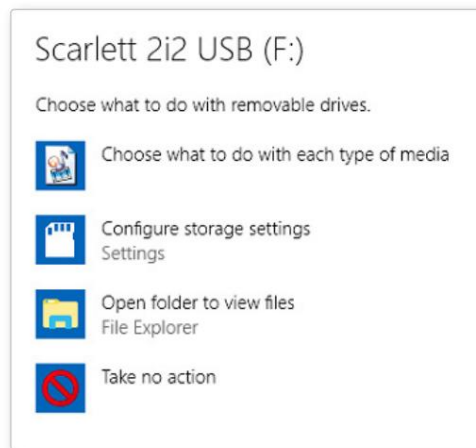 Scarlett 2i2 USB (F:)
Choose what to do with removable drives.
Choose what to do with each type of media
Configure storage settings
Settings
Open folder to view files
File Explorer
Take no action